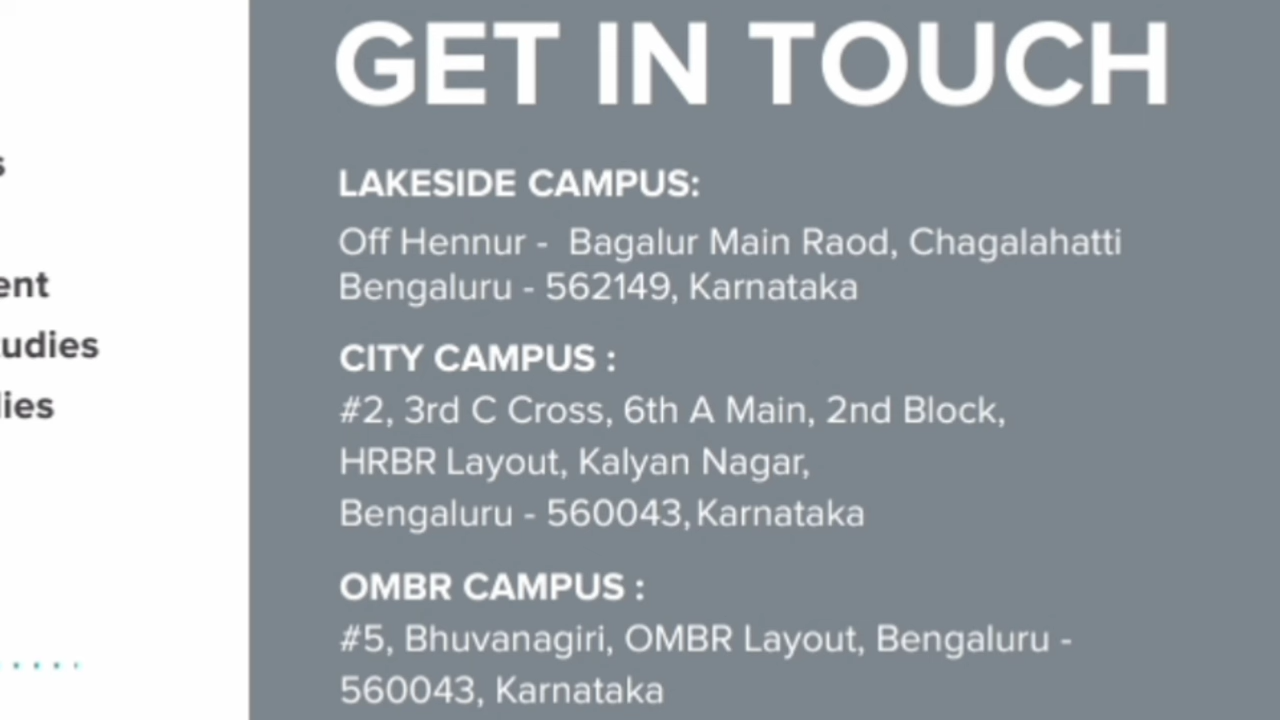 GET IN TOUCH
LAKESIDE CAMPUS:
Off Hennur - Bagalur Main Raod, Chagalahatti
Bengaluru - 562149, Karnataka
CITY CAMPUS :
#2, 3rd C Cross, 6th A Main, 2nd Block,
HRBR Layout, Kalyan Nagar,
Bengaluru - 560043, Karnataka
OMBR CAMPUS :
#5, Bhuvanagiri, OMBR Layout, Bengaluru -
560043, Karnataka